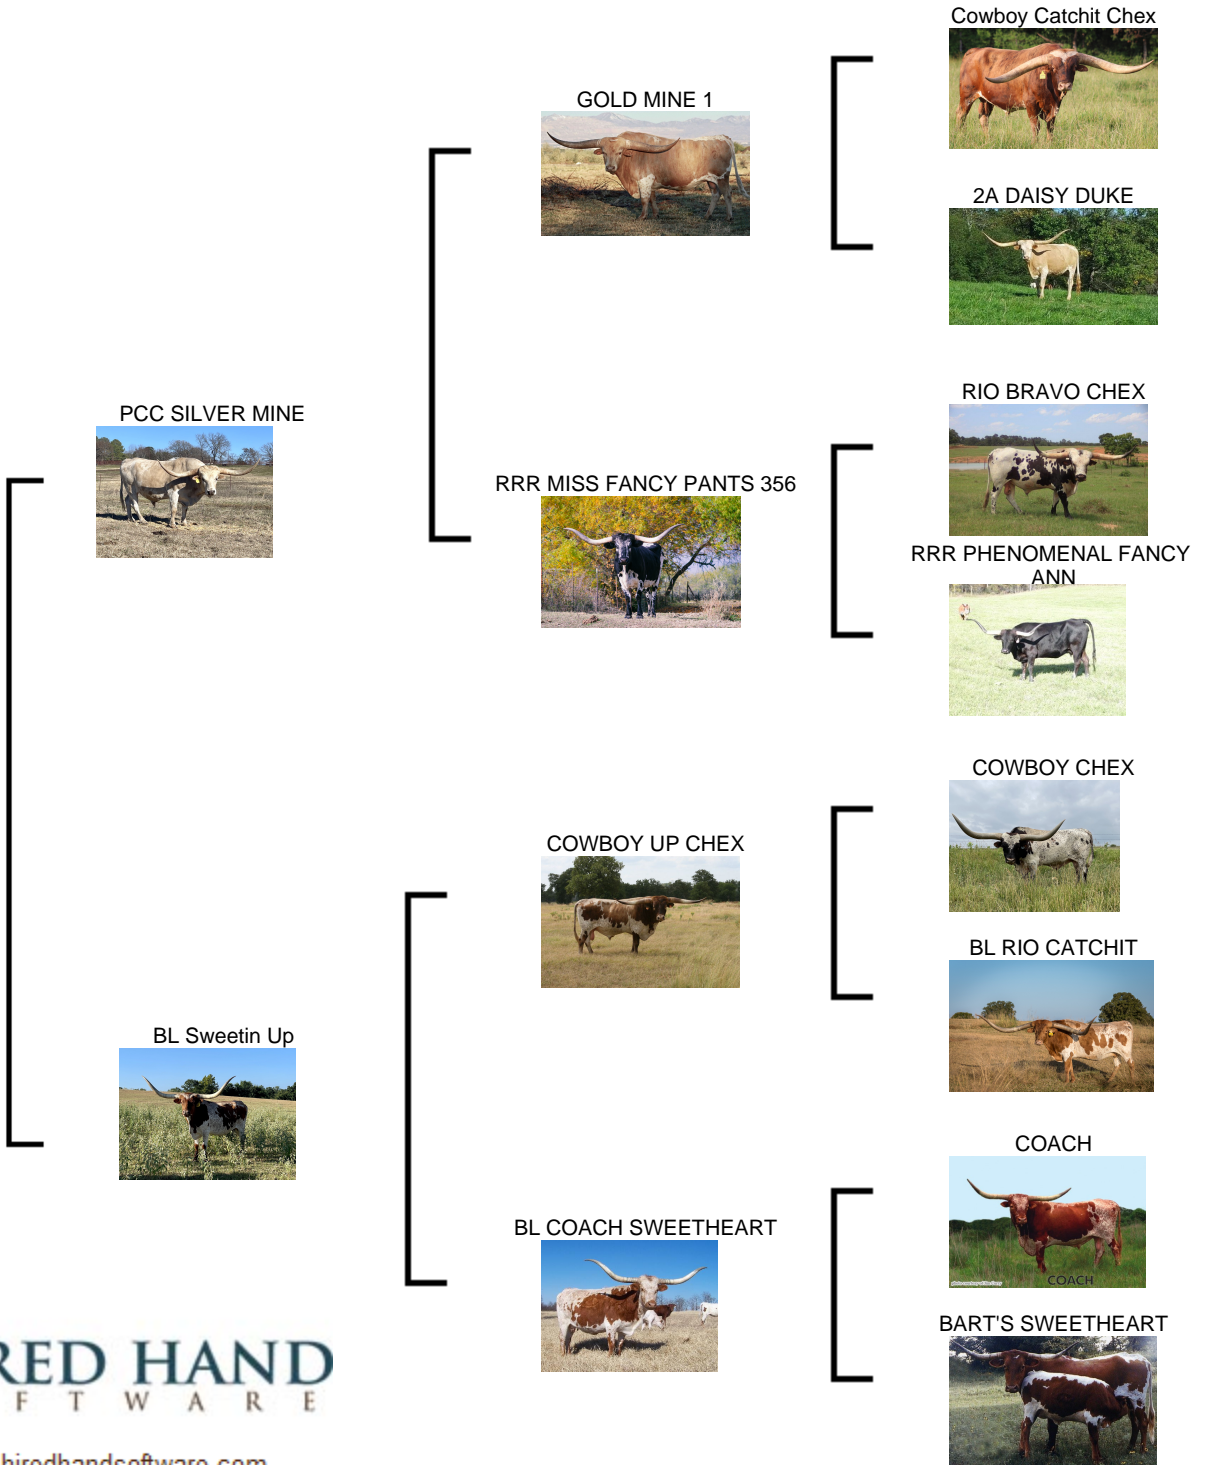 Cowboy Catchit Chex
GOLD MINE 1
2A DAISY DUKE
RIO BRAVO CHEX
PCC SILVER MINE
RRR MISS FANCY PANTS 356
RRR PHENOMENAL FANCY
ANN
COWBOY CHEX
COWBOY UP CHEX
BL RIO CATCHIT
BL Sweetin Up
COACH
BL COACH SWEETHEART
COACH
BART'S SWEETHEART
RED HAND
F T W A R E
hiredhandsoftware.com